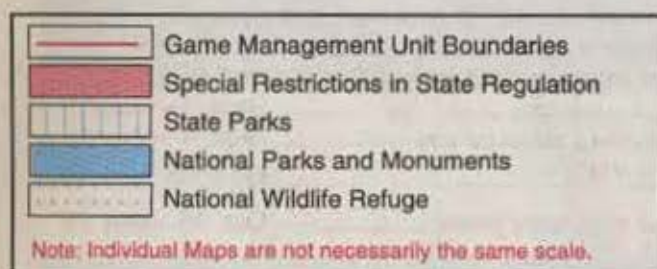 Game Management Unit Boundaries
Special Restrictions in State Regulation
State Parks
National Parks and Monuments
National Wildlife Refuge
Note: Individual Maps are not necessarily the same scale.